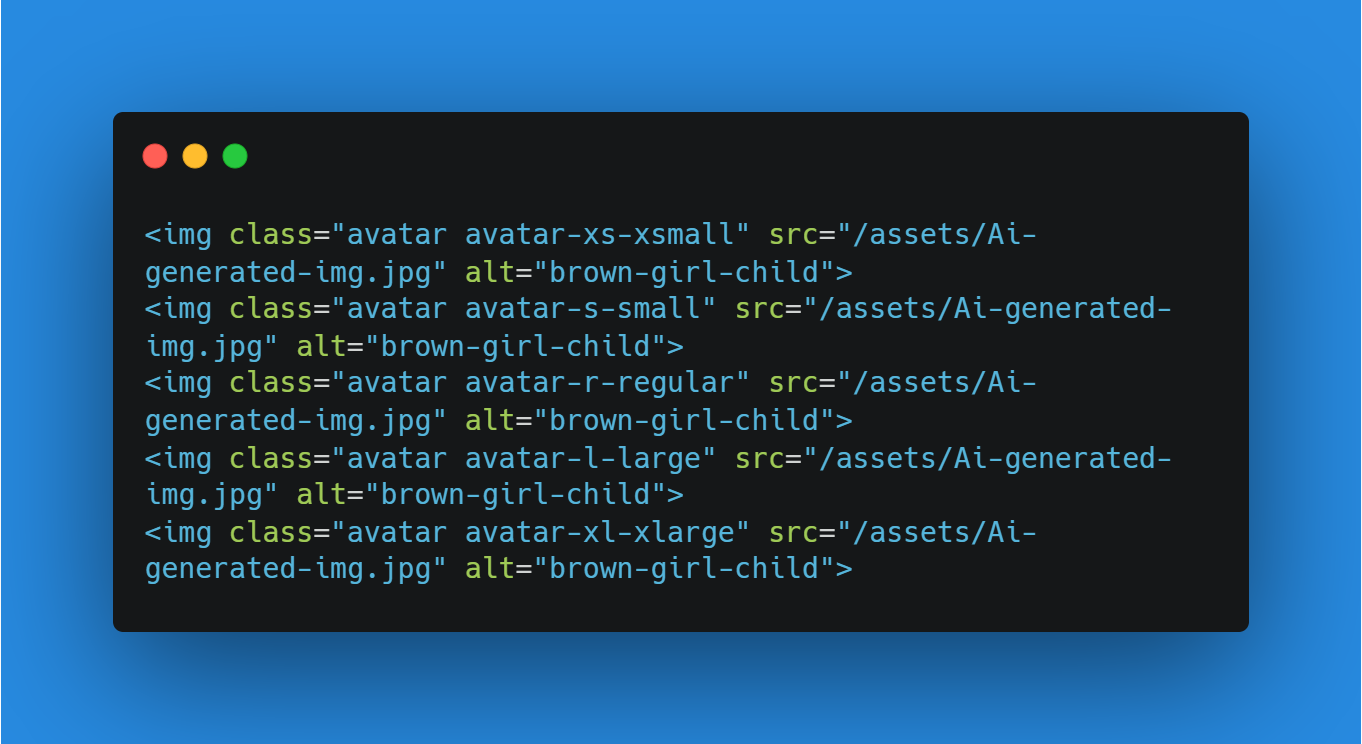 <img class="avatar avatar-xs-xsmall" src="/assets/Ai-
generated-img.jpg" alt="brown-girl-child">
<img class="avatar avatar-s-small" src="/assets/Ai-generated-
img.jpg" alt="brown-girl-child">
<img class="avatar avatar-r-regular" src="/assets/Ai-
generated-img.jpg" alt="brown-girl-child">
<img class="avatar avatar-l-large" src="/assets/Ai-generated-
img.jpg" alt="brown-girl-child">
<img class="avatar avatar-xl-xlarge" src="/assets/Ai-
generated-img.jpg" alt="brown-girl-child">